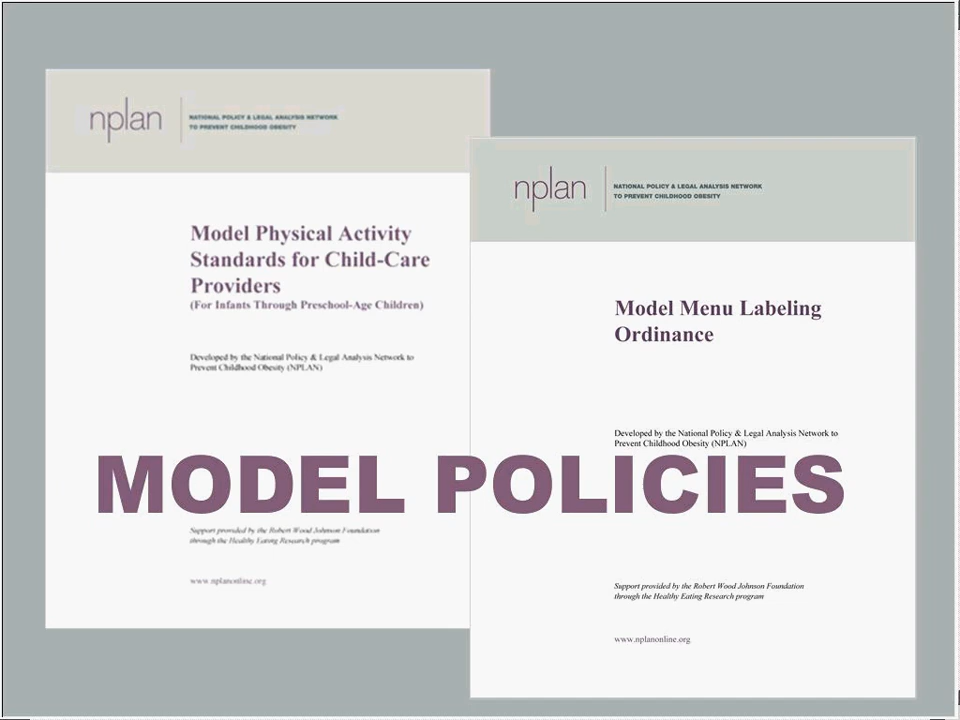 nplan
NATIONAL POLICY & LEGAL ANALYSIS NETWORK
TO PREVENT CHILDHOOD OBESITY
Model Physical Activity
Standards for Child-Care
Providers
(For Infants Through Preschool-Age Children)
Developed by the National Policy & Legal Analysis Network to
Prevent Childhood Obesity (NPLAN)
nplan
NATIONAL POLICY & LEGAL ANALYSIS NETWORK
TO PREVENT CHILDHOOD OBESITY
Model Menu Labeling
Ordinance
Developed by the National Policy & Legal Analysis Network to
Prevent Childhood Obesity (NPLAN)
MODEL POLICIES
Support provided by the Robert Wood Johnson Foundation
through the Healthy Eating Research program
www.nplanonline.org
Support provided by the Robert Wood Johnson Foundation
through the Healthy Eating Research program
www.nplanonline.org